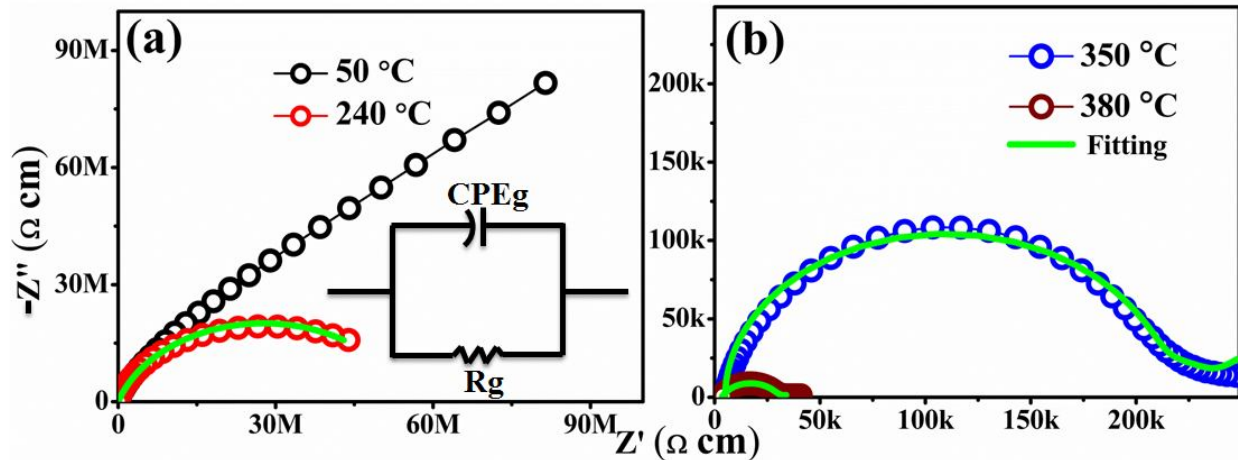 (a)
50 °C
240 °C
90M
60M
30M
0
-Z" (Ω cm)
CPEg
Rg
0
30M
60M
90M
Z' (Ω cm)
(b)
350 °C
380 °C
Fitting
200k
100k
50k
0
0
50k
100k
150k
200k